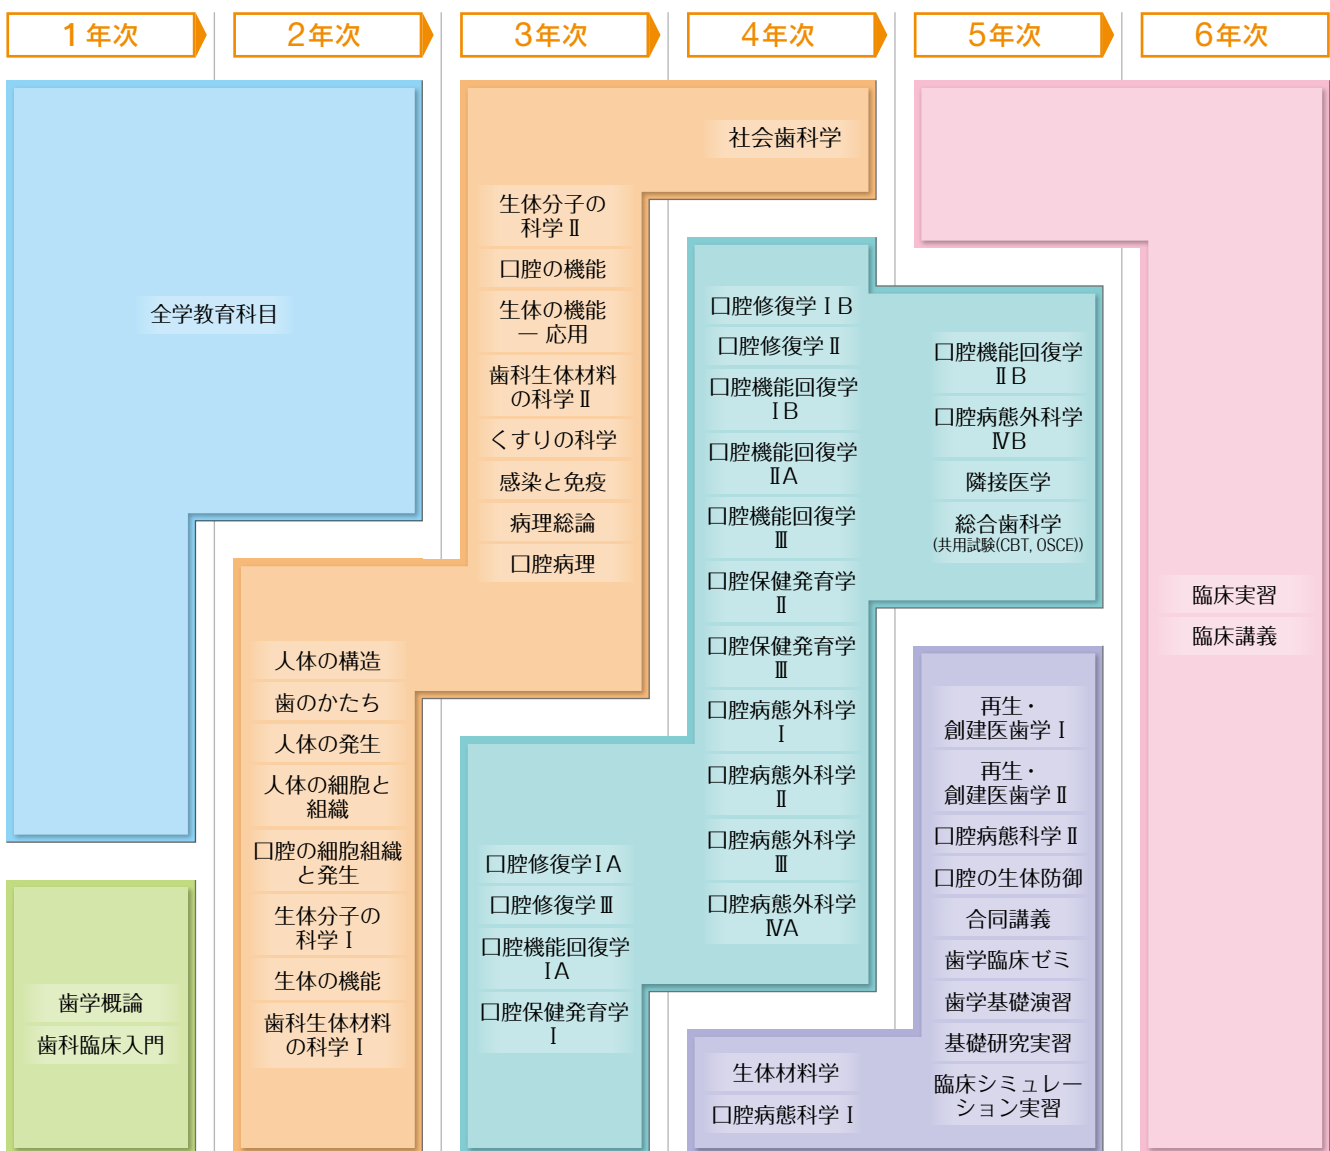 1年次
2年次
3年次
4年次
5年次
6年次
全学教育科目
歯学概論
歯科臨床入門
人体の構造
歯のかたち
人体の発生
人体の細胞と
組織
口腔の細胞組織
と発生
生体分子の
科学Ⅰ
生体の機能
歯科生体材料
の科学Ⅰ
生体分子の
科学Ⅱ
口腔の機能
生体の機能
― 応用
歯科生体材料
の科学Ⅱ
くすりの科学
感染と免疫
病理総論
口腔病理
社会歯科学
口腔修復学ⅠA
口腔修復学Ⅲ
口腔機能回復学
ⅠA
口腔保健発育学
Ⅰ
口腔修復学ⅠB
口腔修復学Ⅱ
口腔機能回復学
ⅠB
口腔機能回復学
ⅡA
口腔機能回復学
Ⅲ
口腔保健発育学
Ⅱ
口腔保健発育学
Ⅲ
口腔病態外科学
Ⅰ
口腔病態外科学
Ⅱ
口腔病態外科学
Ⅲ
口腔病態外科学
ⅣA
口腔機能回復学
ⅡB
口腔病態外科学
ⅣB
隣接医学
総合歯科学
(共用試験(CBT, OSCE))
生体材料学
口腔病態科学Ⅰ
再生・
創建医歯学Ⅰ
再生・
創建医歯学Ⅱ
口腔病態科学Ⅱ
口腔の生体防御
合同講義
歯学臨床ゼミ
歯学基礎演習
基礎研究実習
臨床シミュレー
ション実習
臨床実習
臨床講義